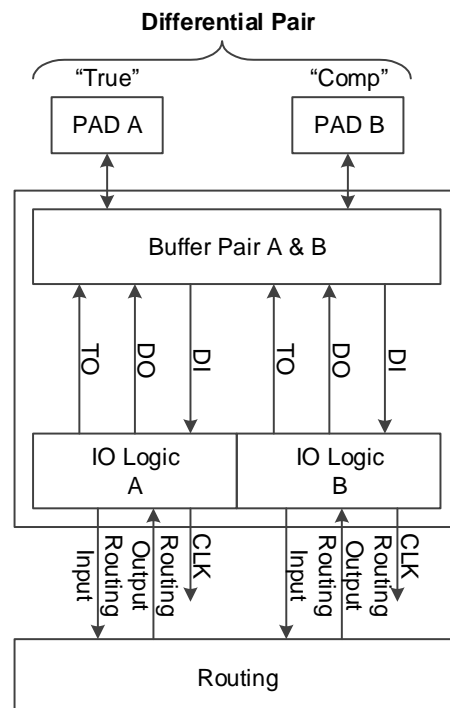 Differential Pair
“True”
“Comp”
PAD A
PAD B
Buffer Pair A & B
TO
DO
DI
TO
DO
DI
IO Logic
A
IO Logic
B
Routing
Input
Routing
Output
CLK
Routing
Input
Routing
Output
CLK
Routing